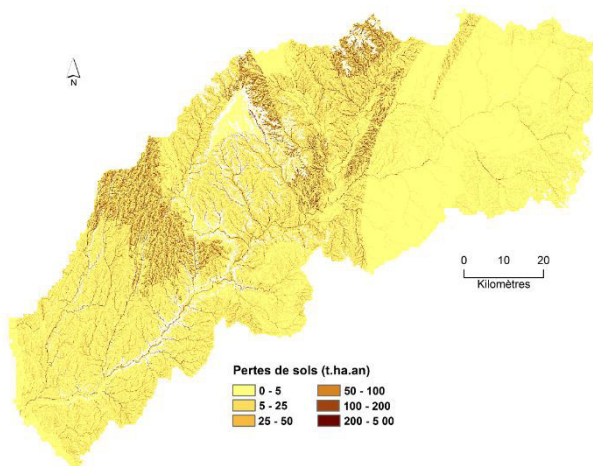 N
0 10 20
Kilomètres
Pertes de sols (t.ha.an)
0 - 5 50 - 100
5 - 25 100 - 200
25 - 50 200 - 5 00